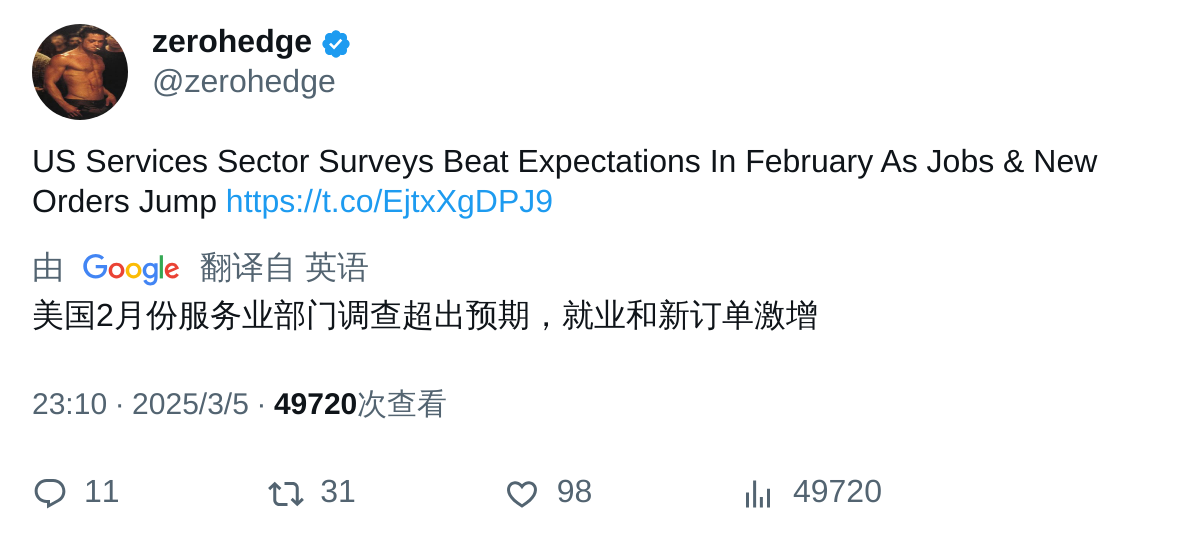 zerohedge
@zerohedge
US Services Sector Surveys Beat Expectations In February As Jobs & New
Orders Jump https://t.co/EjtxXgDPJ9
由 Google 翻译自 英语
美国2月份服务业部门调查超出预期，就业和新订单激增
23:10 · 2025/3/5 · 49720次查看
11 31 98 49720